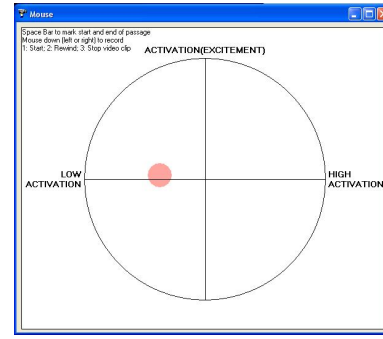 Mouse
Space Bar to mark start and end of passage
Mouse down (left or right) to record
1: Start; 2: Rewind; 3: Stop video clip
ACTIVATION(EXCITEMENT)
LOW
ACTIVATION
HIGH
ACTIVATION